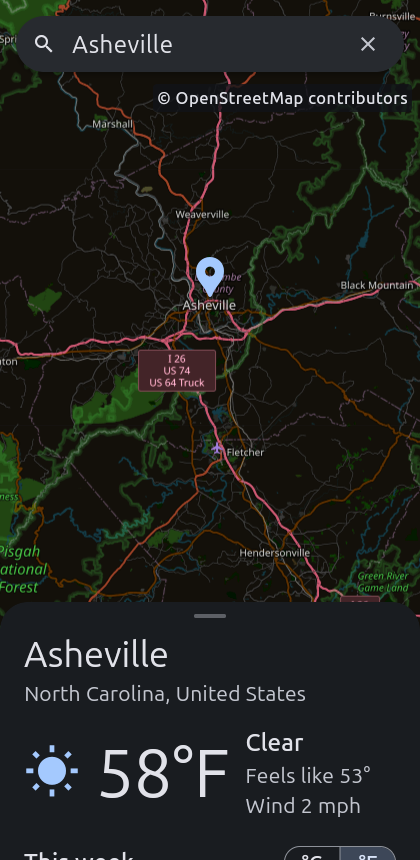 Burnsville
Asheville
© OpenStreetMap contributors
Marshall
Weaverville
Asheville
Black Mountain
I 26
US 74
US 64 Truck
Fletcher
Hendersonville
Pisgah
Forest
Green River
Game Land
Asheville
North Carolina, United States
58°F
Clear
Feels like 53°
Wind 2 mph
This week
°C °F